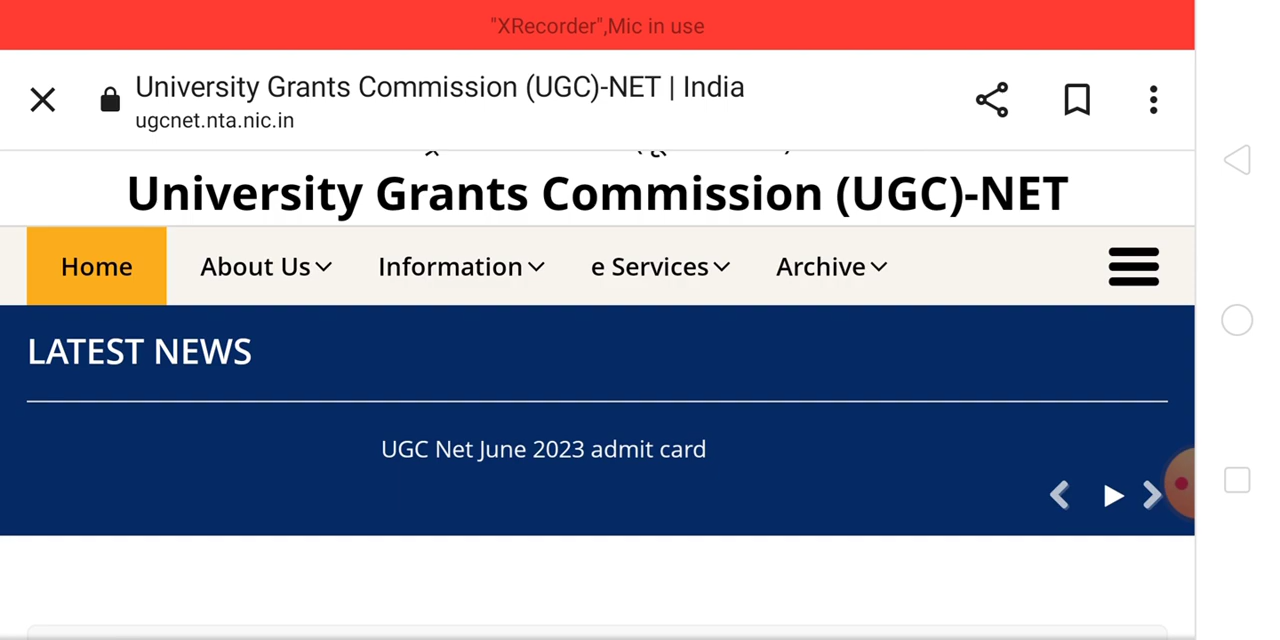 "XRecorder",Mic in use
University Grants Commission (UGC)-NET | India
ugcnet.nta.nic.in
University Grants Commission (UGC)-NET
Home About Us Information e Services Archive
LATEST NEWS
UGC Net June 2023 admit card